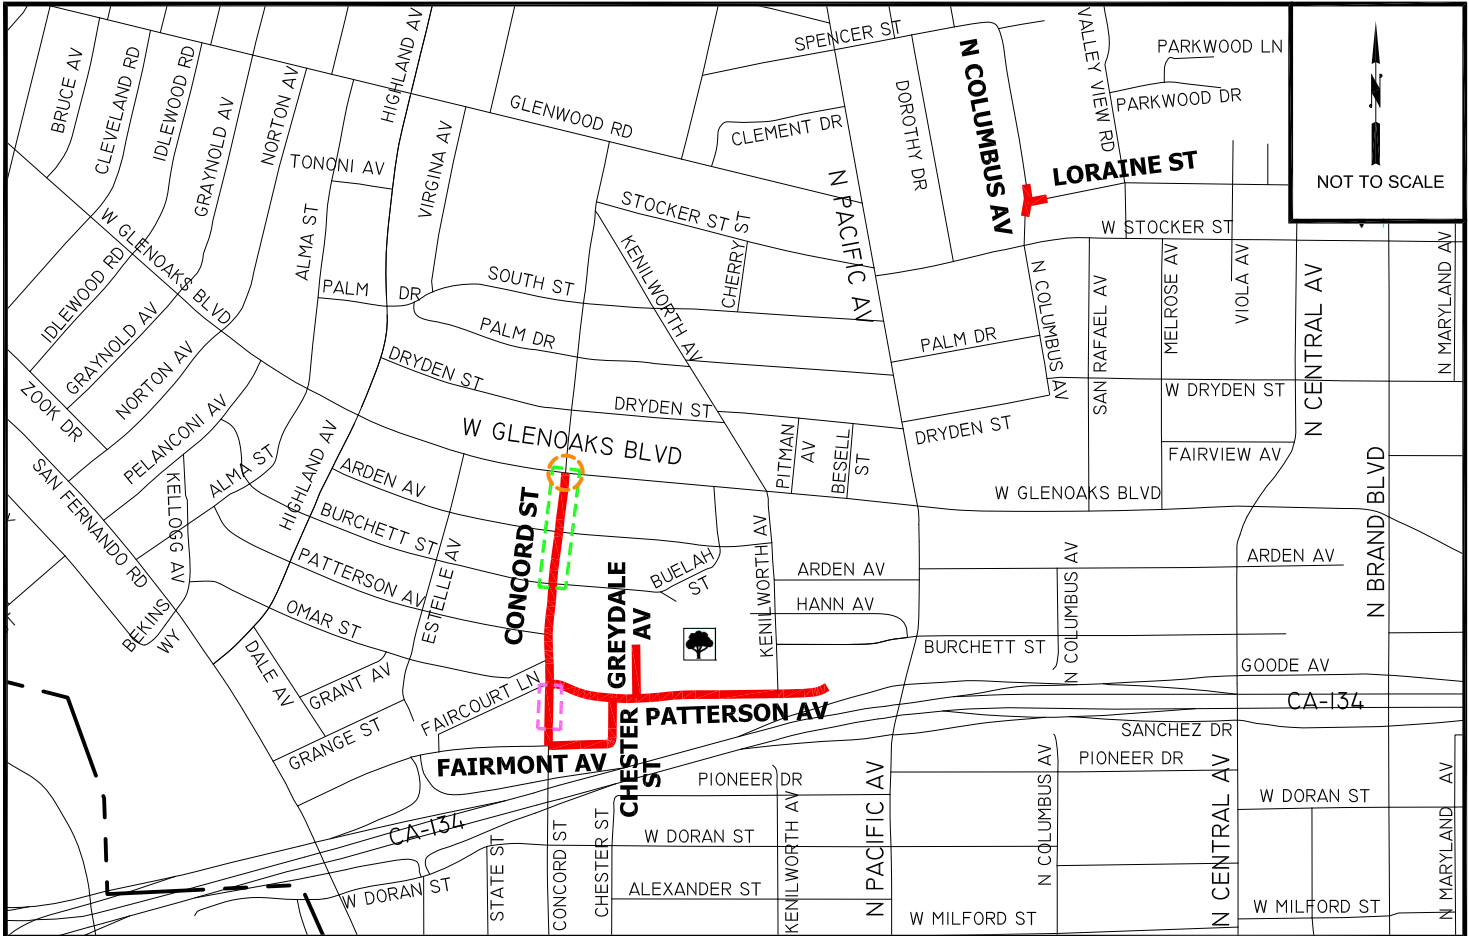 SPENCER ST
VALLEY VIEW RD
PARKWOOD LN
PARKWOOD DR
N COLUMBUS AV
LORAINE ST
NOT TO SCALE
N
BRUCE AV
CLEVELAND RD
IDLEWOOD RD
GRAYNOLD AV
NORTON AV
HIGHLAND AV
GLENWOOD RD
CLEMENT DR
DOROTHY DR
TONONI AV
VIRGINA AV
N PACIFIC AV
STOCKER ST
W STOCKER ST
ALMA ST
W GLENOAKS BLVD
IDLEWOOD RD
GRAYNOLD AV
NORTON AV
PALM DR
SOUTH ST
KENILWORTH AV
CHERRY ST
PALM DR
PALM DR
N COLUMBUS AV
SAN RAFAEL AV
MELROSE AV
VIOLA AV
N CENTRAL AV
N MARYLAND AV
ZOOK DR
PELANCONI AV
DRYDEN ST
DRYDEN ST
DRYDEN ST
W DRYDEN ST
W GLENOAKS BLVD
PITMAN
AV
BESELL
ST
FAIRVIEW AV
W GLENOAKS BLVD
N BRAND BLVD
SAN FERNANDO RD
KELLOGG AV
ALMA ST
HIGHLAND AV
ARDEN AV
BURCHETT ST
PATTERSON AV
OMAR ST
ESTELLE AV
CONCORD ST
GREYDALE
AV
BUELAH
ST
KENILWORTH AV
ARDEN AV
HANN AV
BURCHETT ST
N COLUMBUS AV
ARDEN AV
GOODE AV
BEKINS
WY
DALE AV
GRANT AV
GRANGE ST
FAIRCOURT LN
FAIRMONT AV
CHESTER
ST
PATTERSON AV
CA-134
SANCHEZ DR
PIONEER DR
PIONEER DR
CA-134
W DORAN ST
STATE ST
CONCORD ST
CHESTER ST
W DORAN ST
ALEXANDER ST
KENILWORTH AV
N PACIFIC AV
N COLUMBUS AV
N CENTRAL AV
W DORAN ST
N MARYLAND AV
W MILFORD ST
W MILFORD ST